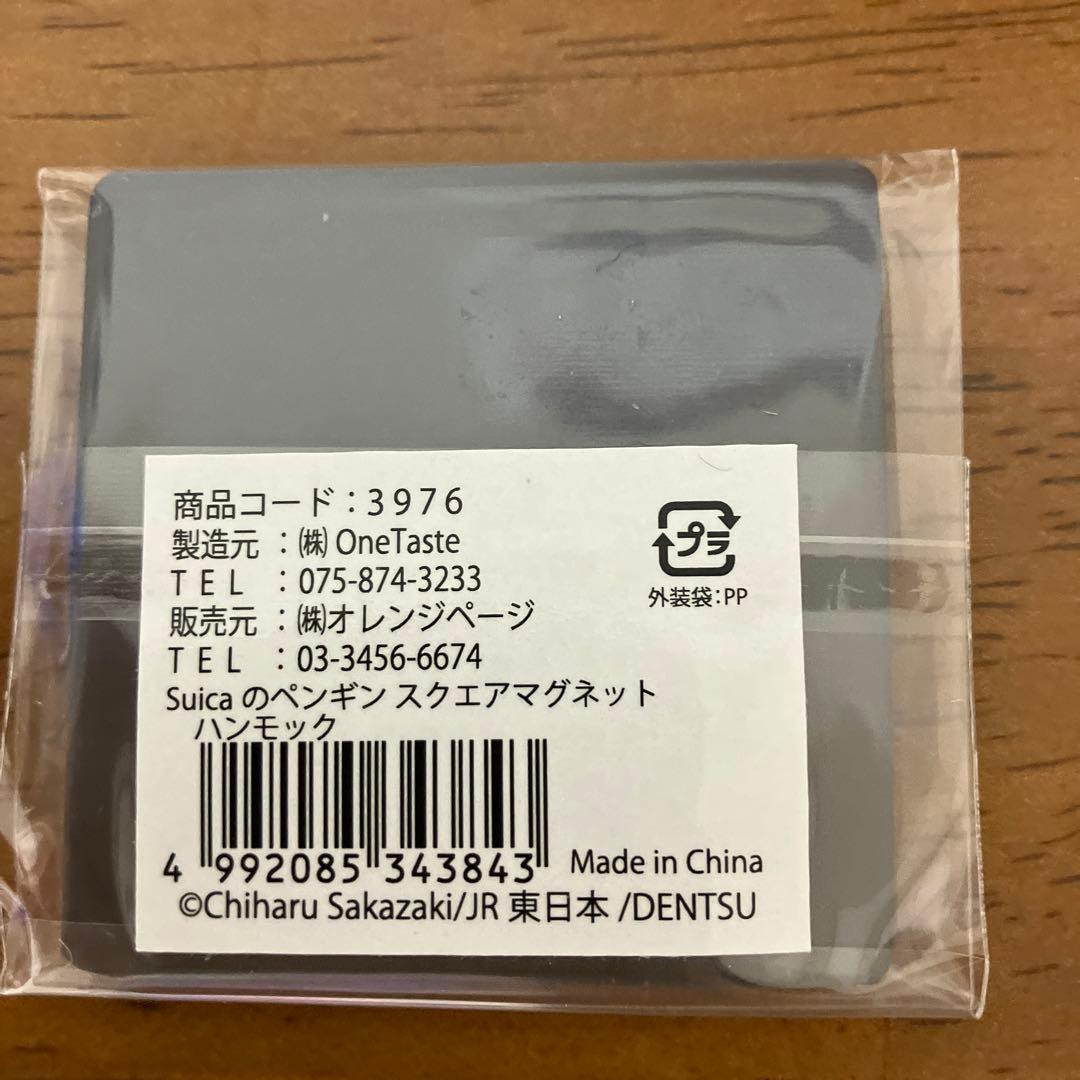 商品コード：3976
製造元 ：㈱ OneTaste
ＴＥＬ ：075-874-3233
販売元 ：㈱オレンジページ
ＴＥＬ ：03-3456-6674
Suica のペンギン スクエアマグネット
ハンモック
プラ
外装袋：PP
4 992085 343843
Made in China
©Chiharu Sakazaki/JR 東日本 /DENTSU